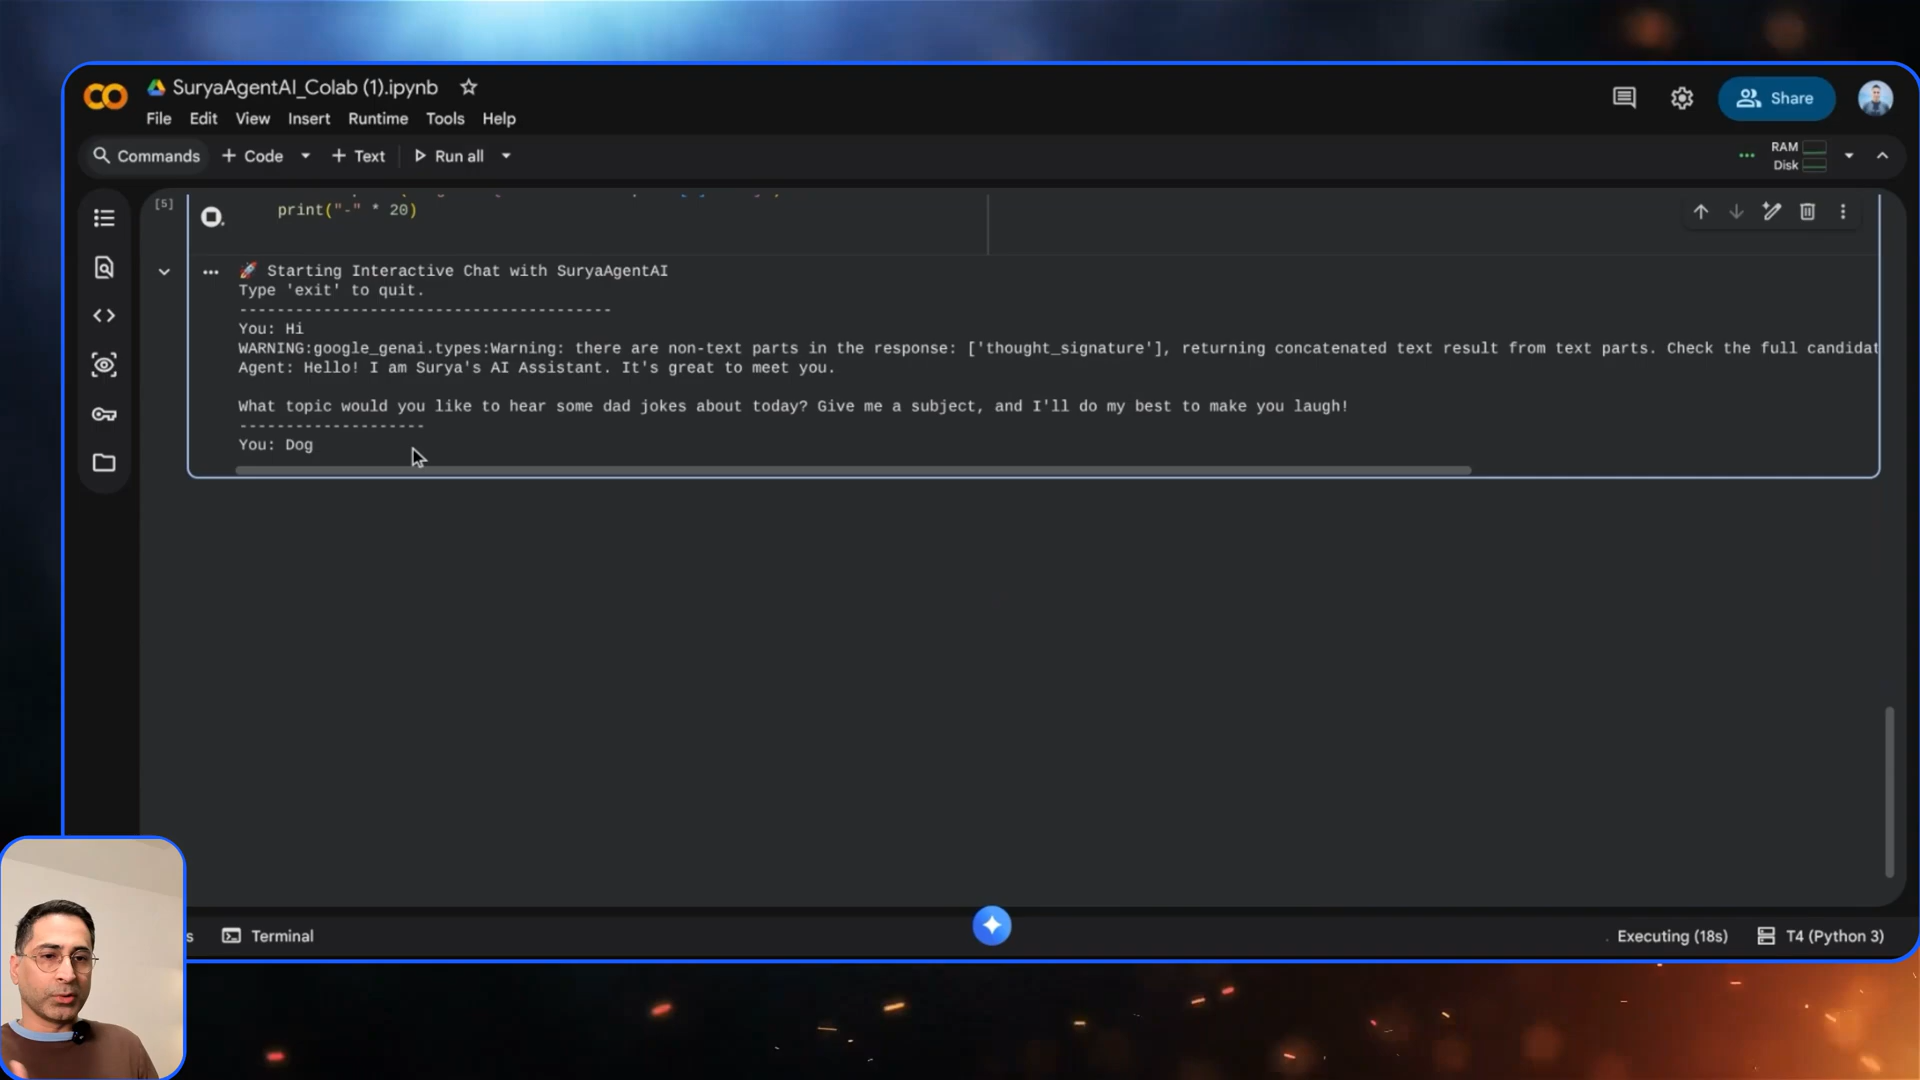 SuryaAgentAI_Colab (1).ipynb
File Edit View Insert Runtime Tools Help
Share
Commands + Code + Text Run all
RAM
Disk
[5]
print("-" * 20)
🚀 Starting Interactive Chat with SuryaAgentAI
Type 'exit' to quit.
----------------------------------------
You: Hi
WARNING:google_genai.types:Warning: there are non-text parts in the response: ['thought_signature'], returning concatenated text result from text parts. Check the full candidat
Agent: Hello! I am Surya's AI Assistant. It's great to meet you.
What topic would you like to hear some dad jokes about today? Give me a subject, and I'll do my best to make you laugh!
--------------------
You: Dog
s Terminal
Executing (18s) T4 (Python 3)